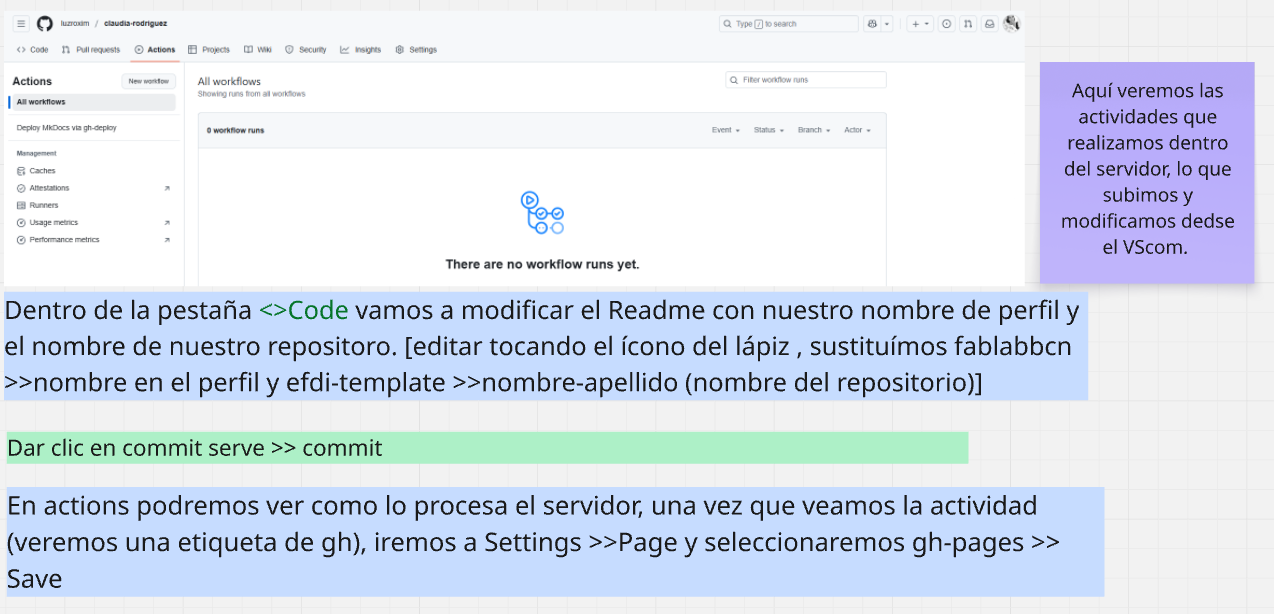 luzroxim / claudia-rodriguez
Type / to search
<> Code Pull requests Actions Projects Wiki Security Insights Settings
Actions
New workflow
All workflows
Deploy MkDocs via gh-deploy
Management
Caches
Attestations
Runners
Usage metrics
Performance metrics
All workflows
Showing runs from all workflows
Filter workflow runs
0 workflow runs
Event Status Branch Actor
There are no workflow runs yet.
Aquí veremos las
actividades que
realizamos dentro
del servidor, lo que
subimos y
modificamos dedse
el VScom.
Dentro de la pestaña <>Code vamos a modificar el Readme con nuestro nombre de perfil y
el nombre de nuestro repositoro. [editar tocando el ícono del lápiz , sustituímos fablabbcn
>>nombre en el perfil y efdi-template >>nombre-apellido (nombre del repositorio)]
Dar clic en commit serve >> commit
En actions podremos ver como lo procesa el servidor, una vez que veamos la actividad
(veremos una etiqueta de gh), iremos a Settings >>Page y seleccionaremos gh-pages >>
Save